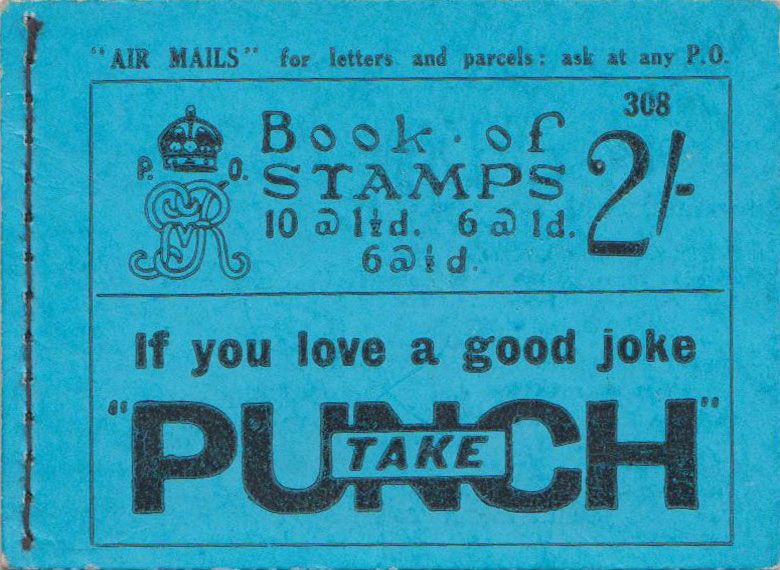 "AIR MAILS" for letters and parcels: ask at any P.O.
308
P. O.
GR
Book · of
STAMPS
2/-
10 @ 1½d. 6 @ 1d.
6 @ ½d.
If you love a good joke
TAKE
"PUNCH"